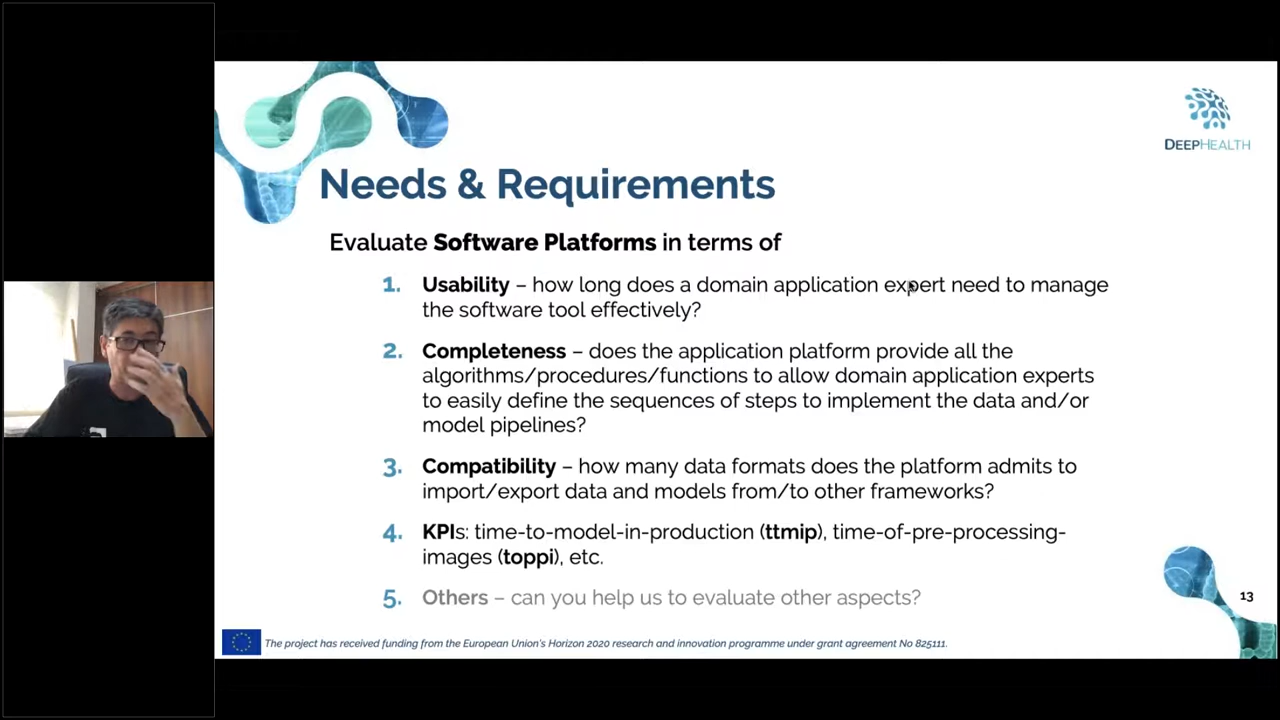 DEEPHEALTH
Needs & Requirements
Evaluate Software Platforms in terms of
1. Usability – how long does a domain application expert need to manage
the software tool effectively?
2. Completeness – does the application platform provide all the
algorithms/procedures/functions to allow domain application experts
to easily define the sequences of steps to implement the data and/or
model pipelines?
3. Compatibility – how many data formats does the platform admits to
import/export data and models from/to other frameworks?
4. KPIs: time-to-model-in-production (ttmip), time-of-pre-processing-
images (toppi), etc.
5. Others – can you help us to evaluate other aspects?
13
The project has received funding from the European Union's Horizon 2020 research and innovation programme under grant agreement No 825111.